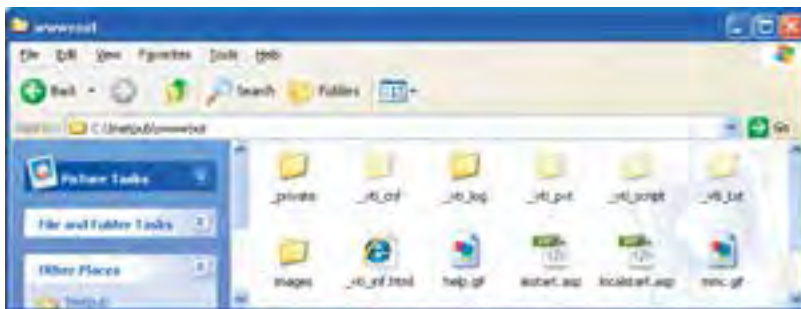 wwwroot
File Edit View Favorites Tools Help
Back Search Folders
C:\Inetpub\wwwroot Go
Picture Tasks
_private _vti_cnf _vti_log _vti_pvt _vti_script _vti_txt
File and Folder Tasks
Other Places
images _vti_inf.html help.gif iisstart.asp localstart.asp mmc.gif
Inetpub